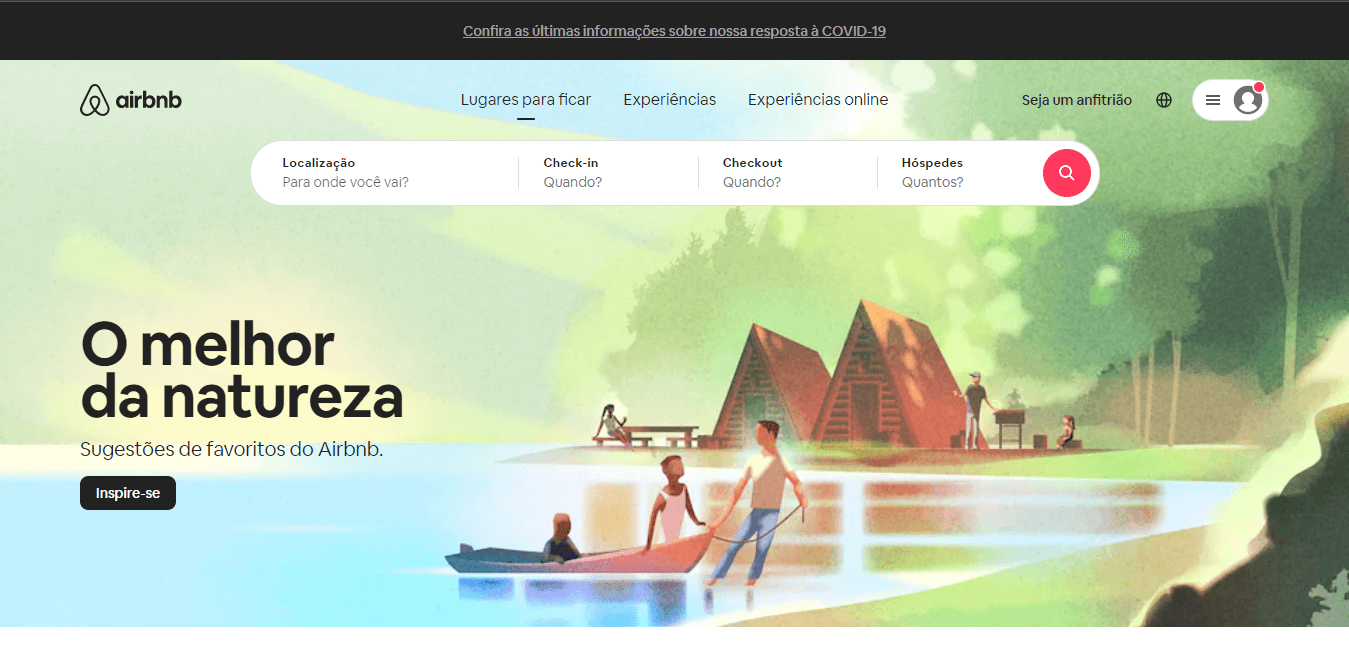 Confira as últimas informações sobre nossa resposta à COVID-19
airbnb
Lugares para ficar
Experiências
Experiências online
Seja um anfitrião
Localização
Para onde você vai?
Check-in
Quando?
Checkout
Quando?
Hóspedes
Quantos?
O melhor
da natureza
Sugestões de favoritos do Airbnb.
Inspire-se